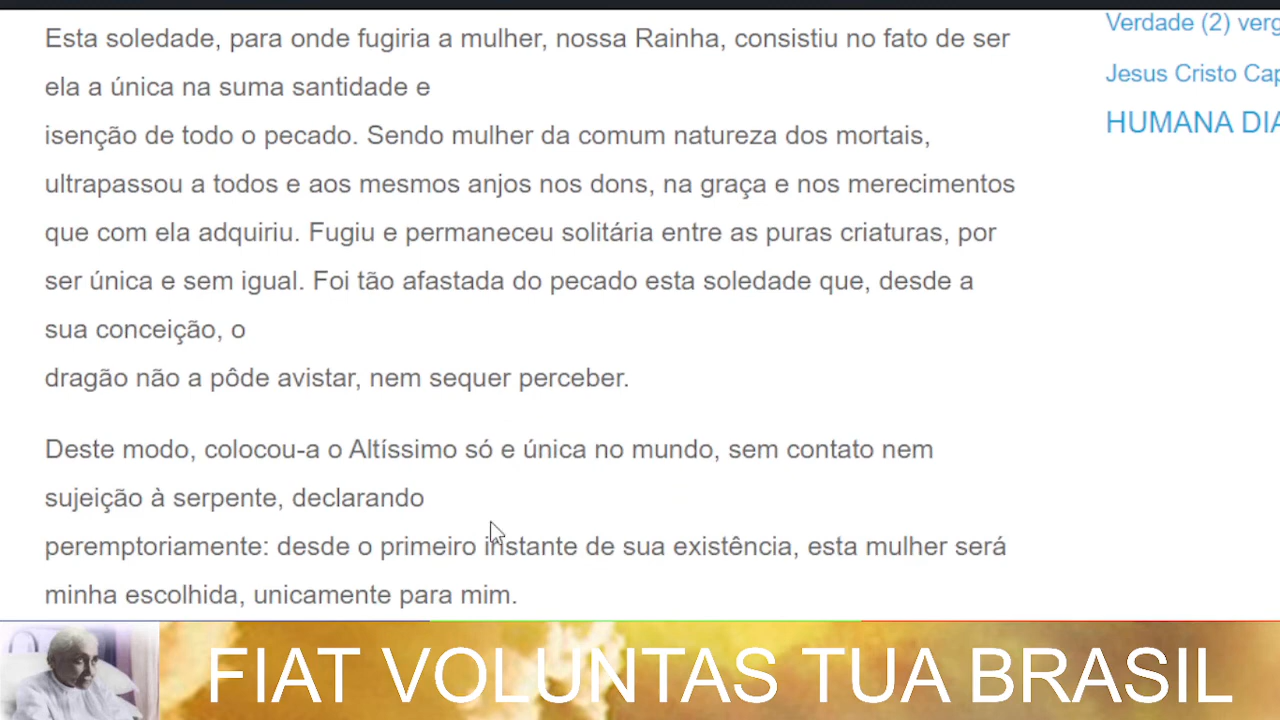 Esta soledade, para onde fugiria a mulher, nossa Rainha, consistiu no fato de ser
ela a única na suma santidade e
isenção de todo o pecado. Sendo mulher da comum natureza dos mortais,
ultrapassou a todos e aos mesmos anjos nos dons, na graça e nos merecimentos
que com ela adquiriu. Fugiu e permaneceu solitária entre as puras criaturas, por
ser única e sem igual. Foi tão afastada do pecado esta soledade que, desde a
sua conceição, o
dragão não a pôde avistar, nem sequer perceber.
Deste modo, colocou-a o Altíssimo só e única no mundo, sem contato nem
sujeição à serpente, declarando
peremptoriamente: desde o primeiro instante de sua existência, esta mulher será
minha escolhida, unicamente para mim.
Verdade (2)
Jesus Cristo
HUMANA
FIAT VOLUNTAS TUA BRASIL